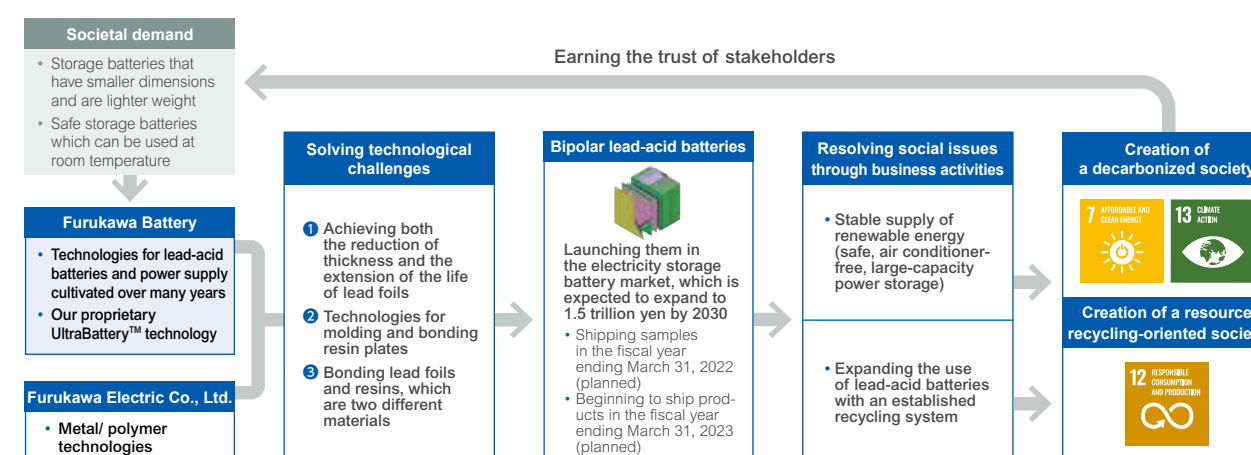 Societal demand
• Storage batteries that
have smaller dimensions
and are lighter weight
• Safe storage batteries
which can be used at
room temperature
Earning the trust of stakeholders
Furukawa Battery
• Technologies for lead-acid
batteries and power supply
cultivated over many years
• Our proprietary
UltraBattery™ technology
Furukawa Electric Co., Ltd.
• Metal/ polymer
technologies
Solving technological
challenges
❶ Achieving both
the reduction of
thickness and the
extension of the life
of lead foils
❷ Technologies for
molding and bonding
resin plates
❸ Bonding lead foils
and resins, which
are two different
materials
Bipolar lead-acid batteries
Launching them in
the electricity storage
battery market, which is
expected to expand to
1.5 trillion yen by 2030
• Shipping samples
in the fiscal year
ending March 31, 2022
(planned)
• Beginning to ship prod-
ucts in the fiscal year
ending March 31, 2023
(planned)
Resolving social issues
through business activities
• Stable supply of
renewable energy
(safe, air conditioner-
free, large-capacity
power storage)
• Expanding the use
of lead-acid batteries
with an established
recycling system
Creation of
a decarbonized society
7 AFFORDABLE AND
CLEAN ENERGY
13 CLIMATE
ACTION
Creation of a resource
recycling-oriented socie
12 RESPONSIBLE
CONSUMPTION
AND PRODUCTION